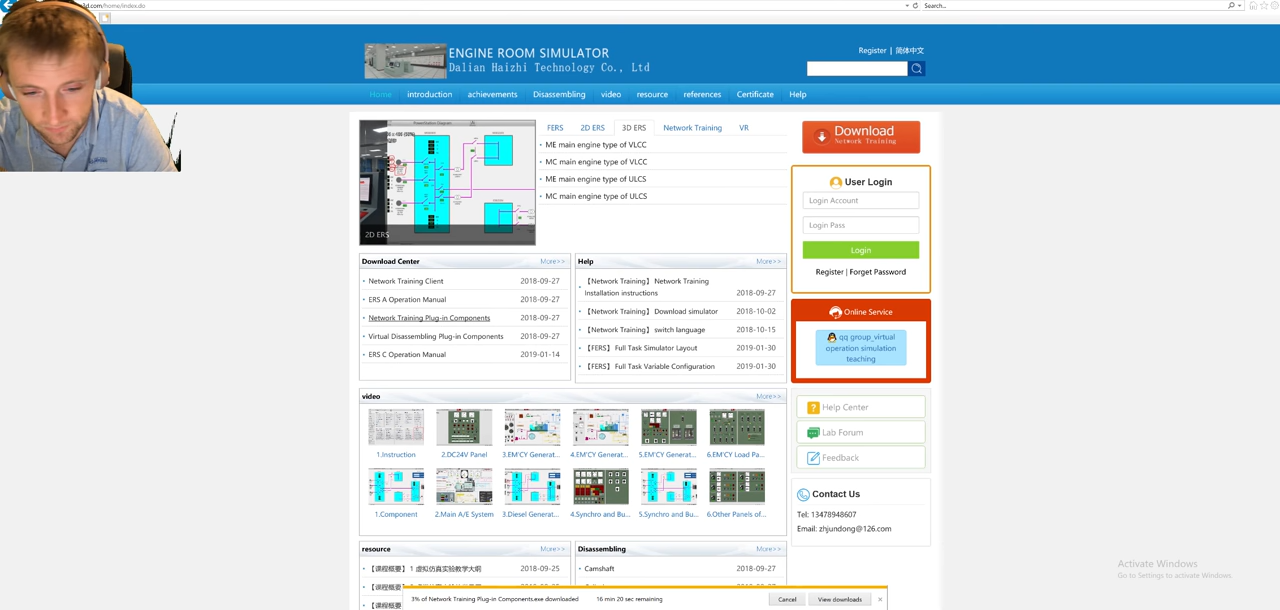 3d.com/home/index.do
Search...
ENGINE ROOM SIMULATOR
Dalian Haizhi Technology Co., Ltd
Register | 简体中文
Home introduction achievements Disassembling video resource references Certificate Help
FERS 2D ERS 3D ERS Network Training VR
ME main engine type of VLCC
MC main engine type of VLCC
ME main engine type of ULCS
MC main engine type of ULCS
2D ERS
Download
Network Training
User Login
Login Account
Login Pass
Login
Register | Forget Password
Download Center More>>
Network Training Client 2018-09-27
ERS A Operation Manual 2018-09-27
Network Training Plug-in Components 2018-09-27
Virtual Disassembling Plug-in Components 2018-09-27
ERS C Operation Manual 2019-01-14
Help More>>
【Network Training】 Network Training
Installation instructions 2018-09-27
【Network Training】 Download simulator 2018-10-02
【Network Training】 switch language 2018-10-15
【FERS】 Full Task Simulator Layout 2019-01-30
【FERS】 Full Task Variable Configuration 2019-01-30
Online Service
qq group_virtual
operation simulation
teaching
video More>>
1.Instruction 2.DC24V Panel 3.EM'CY Generat... 4.EM'CY Generat... 5.EM'CY Generat... 6.EM'CY Load Pa...
1.Component 2.Main A/E System 3.Diesel Generat... 4.Synchro and Bu... 5.Synchro and Bu... 6.Other Panels of...
Help Center
Lab Forum
Feedback
Contact Us
Tel: 13478948607
Email: zhjundong@126.com
resource More>>
【课程概要】 1 虚拟仿真实验教学大纲 2018-09-25
Disassembling More>>
Camshaft 2018-09-27
【课程概要】
3% of Network Training Plug-in Components.exe downloaded 16 min 20 sec remaining Cancel View downloads ×
Activate Windows
Go to Settings to activate Windows.